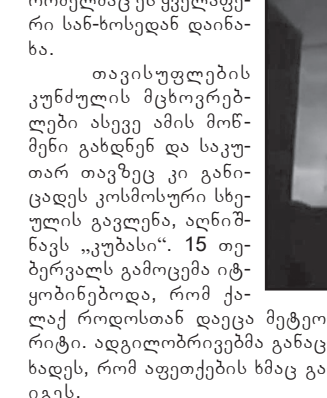 რომელმაც ეს ყველაფე-
რი სან-ხოსედან დაინა-
ხა.
თავისუფლების
კუნძულის მცხოვრებ-
ლები ასევე ამის მოწ-
მენი გახდნენ და საკუ-
თარ თავზეც კი განი-
ცადეს კოსმოსური სხე-
ულის გავლენა, აღნიშ-
ნავს „კუბასი“. 15 თე-
ბერვალს გამოცემა იტ-
ყობინებოდა, რომ ქა-
ლაქ როდოსთან დაეცა მეტეო
რიტი. ადგილობრივებმა განაც
ხადეს, რომ აფეთქების ხმაც გა
იგეს.